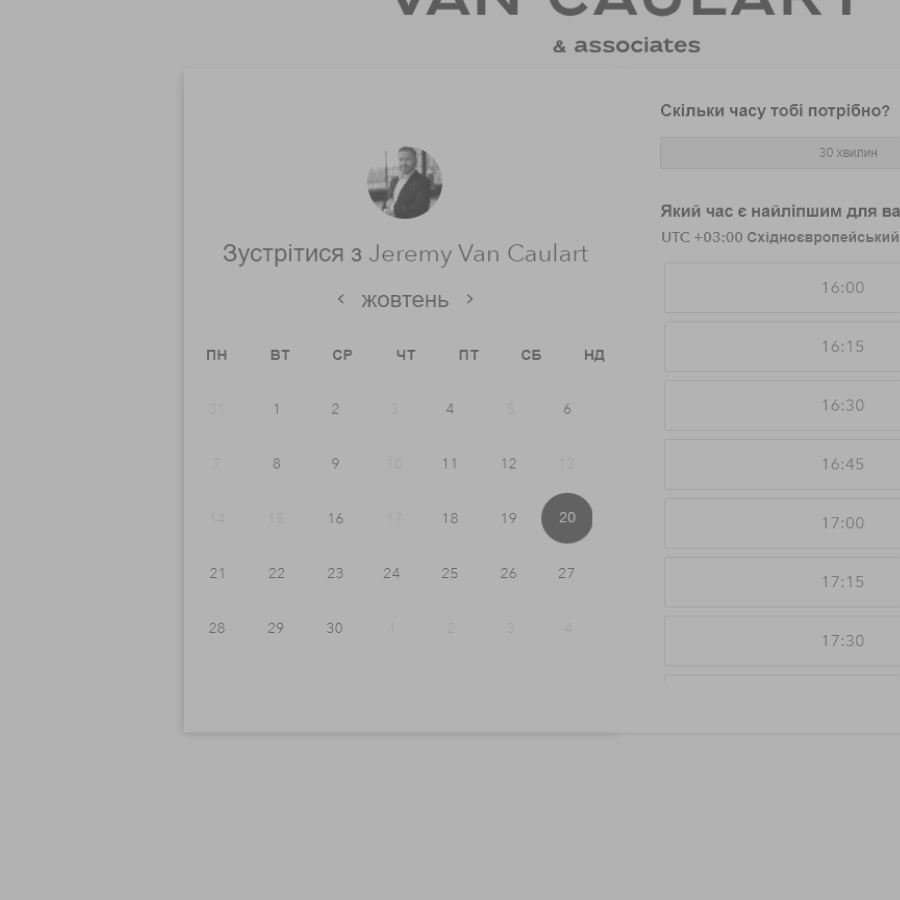 VAN CAULART
& associates
Зустрітися з Jeremy Van Caulart
жовтень
ПН ВТ СР ЧТ ПТ СБ НД
31 1 2 3 4 5 6
7 8 9 10 11 12 13
14 15 16 17 18 19 20
21 22 23 24 25 26 27
28 29 30 1 2 3 4
Скільки часу тобі потрібно?
30 хвилин
Який час є найліпшим для ва
UTC +03:00 Східноєвропейський
16:00
16:15
16:30
16:45
17:00
17:15
17:30